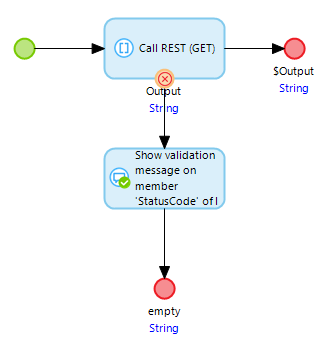 Call REST (GET)
$Output
String
Output
String
Show validation
message on
member
'StatusCode' of
empty
String